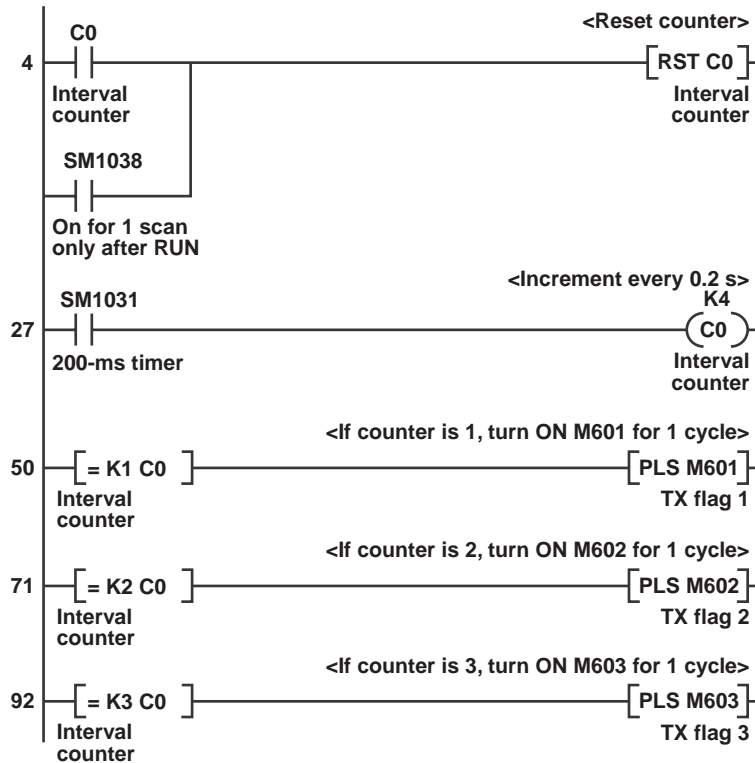 <Reset counter>
C0
4
[RST C0]
Interval
counter
Interval
counter
SM1038
On for 1 scan
only after RUN
<Increment every 0.2 s>
SM1031
K4
27
(C0)
200-ms timer
Interval
counter
<If counter is 1, turn ON M601 for 1 cycle>
50
[= K1 C0 ]
[PLS M601]
Interval
counter
TX flag 1
<If counter is 2, turn ON M602 for 1 cycle>
71
[= K2 C0 ]
[PLS M602]
Interval
counter
TX flag 2
<If counter is 3, turn ON M603 for 1 cycle>
92
[= K3 C0 ]
[PLS M603]
Interval
counter
TX flag 3